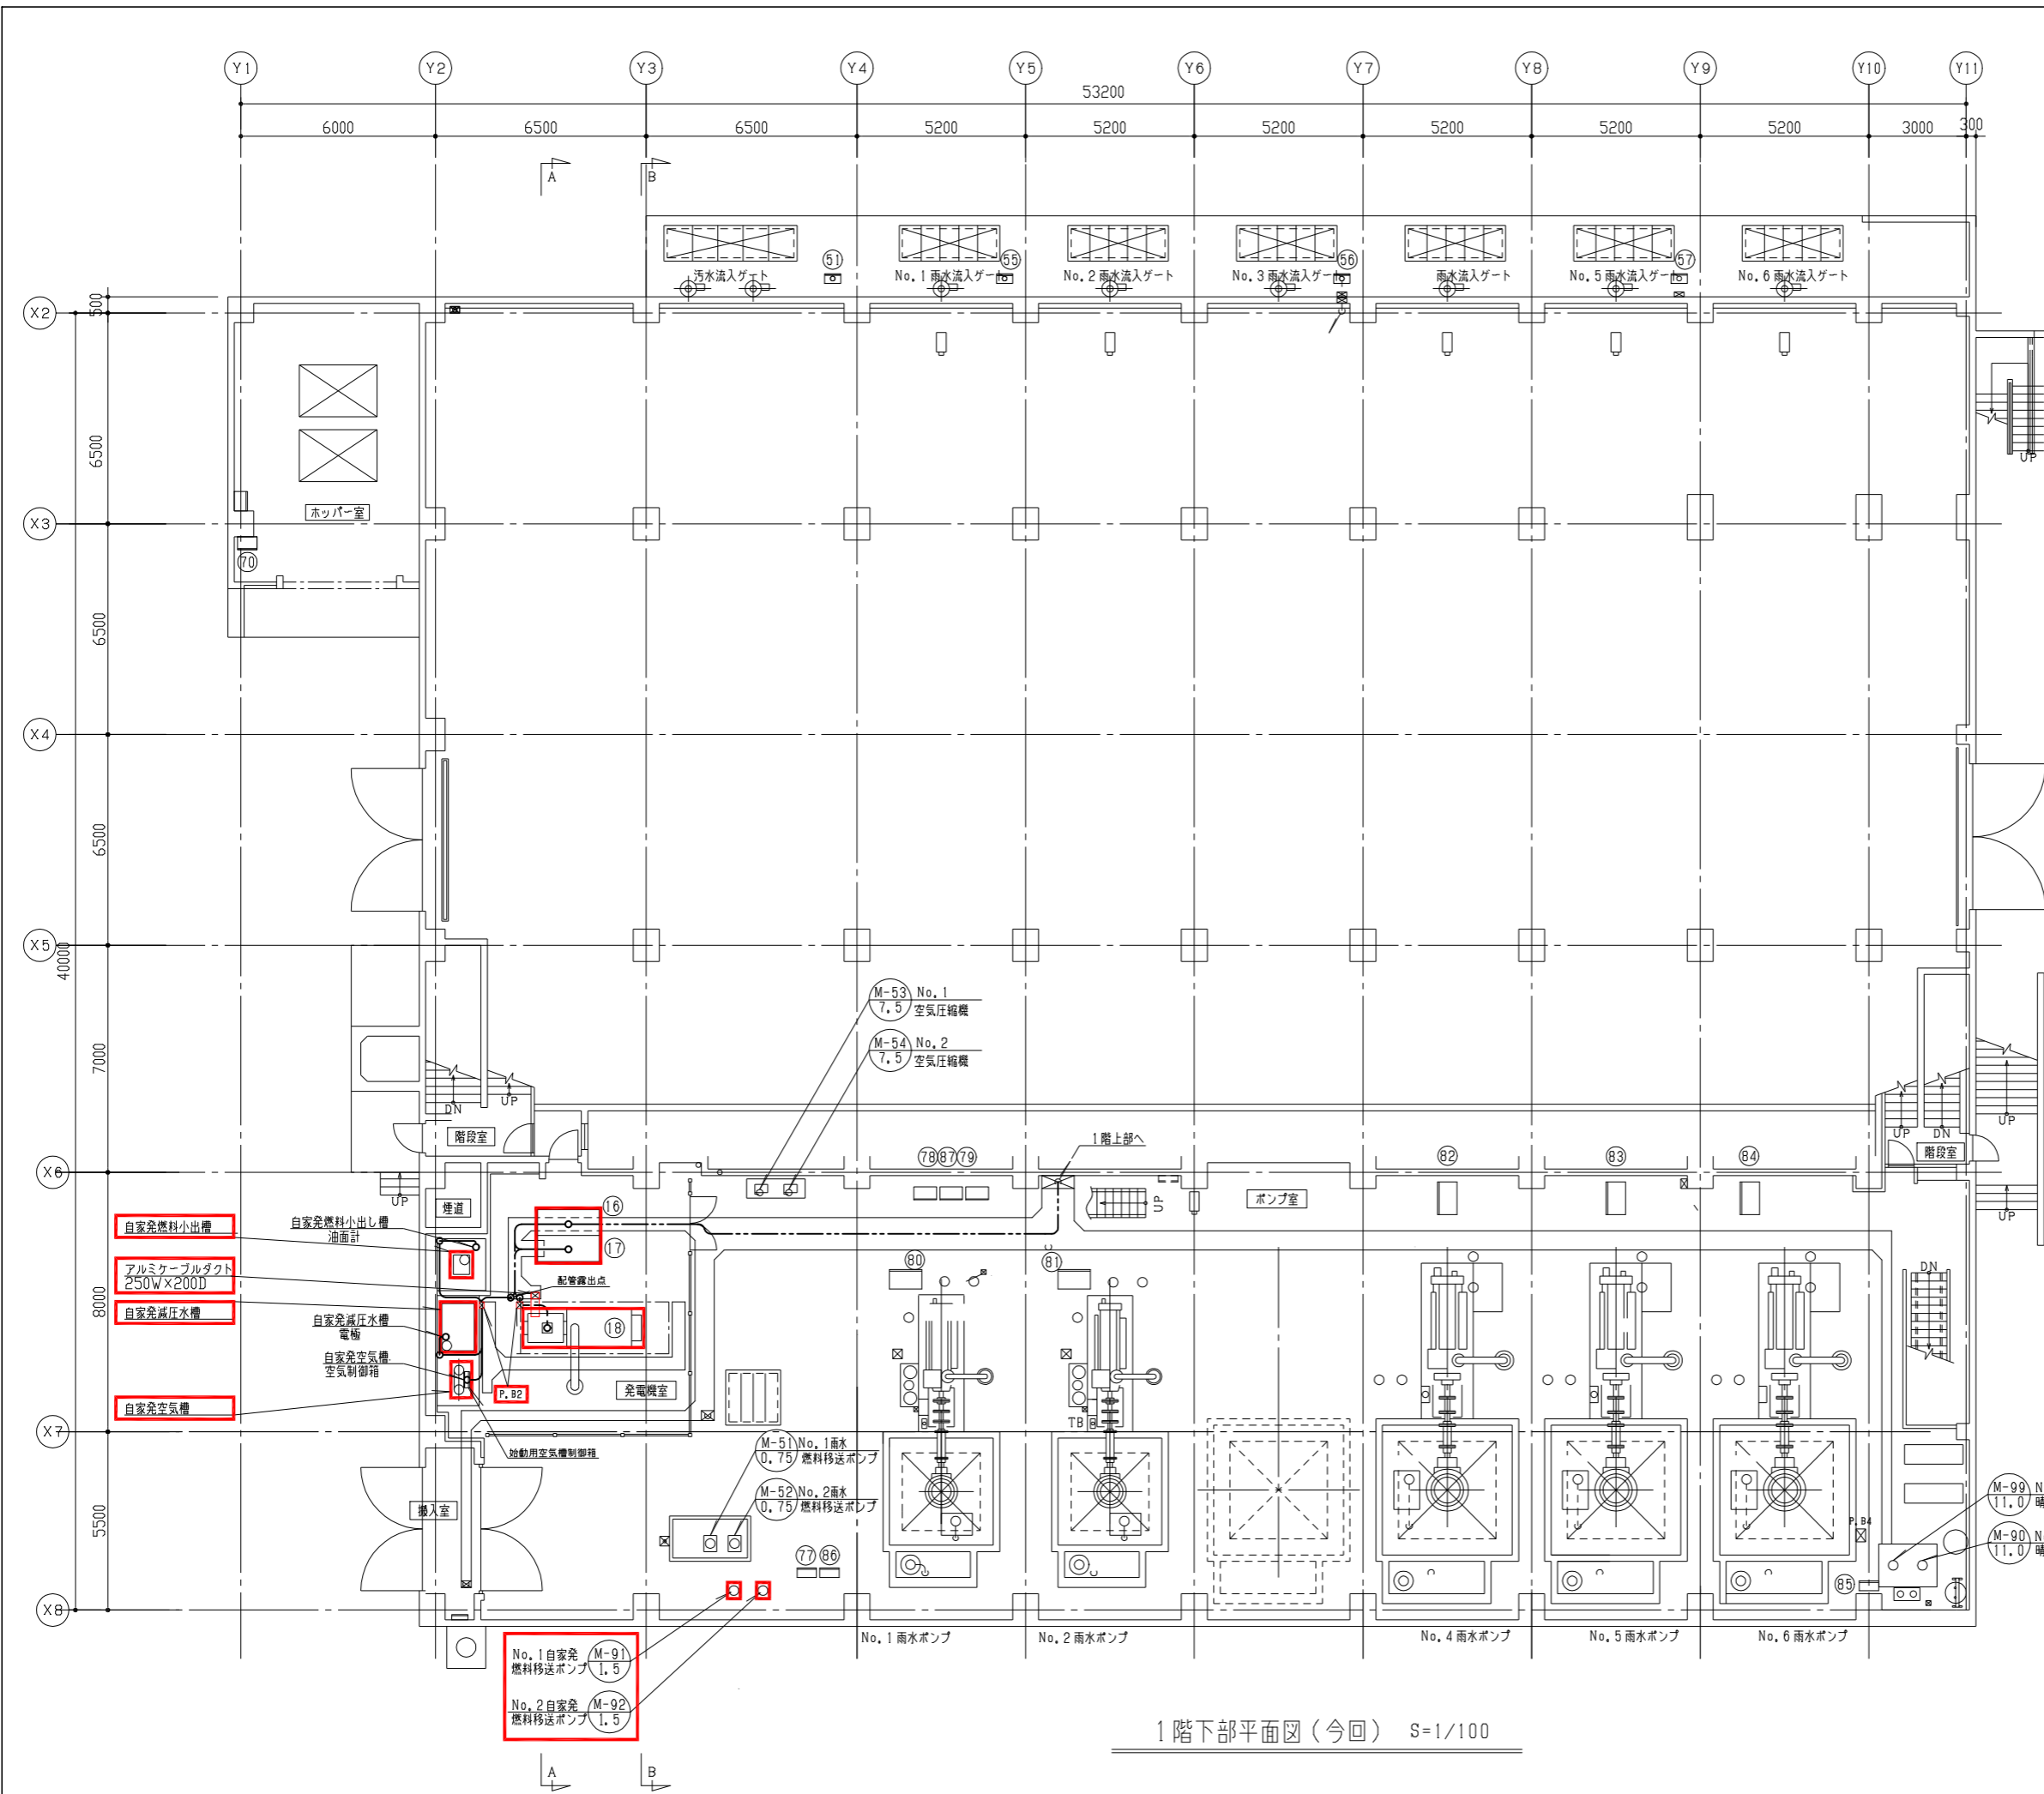 Y1
Y2
Y3
Y4
Y5
Y6
Y7
Y8
Y9
Y10
Y11
53200
6000
6500
6500
5200
5200
5200
5200
5200
5200
3000
300
A
B
汚水流入ゲート
51
No.1雨水流入ゲート
55
No.2雨水流入ゲート
No.3雨水流入ゲート
56
雨水流入ゲート
No.5雨水流入ゲート
57
No.6雨水流入ゲート
X2
500
6500
UP
ホッパー室
X3
70
6500
X4
6500
X5
40000
M-53 No.1
7.5 空気圧縮機
M-54 No.2
7.5 空気圧縮機
7000
DN
UP
UP
階段室
1階上部へ
UP
DN
階段室
X6
78
87
79
82
83
84
UP
煙道
UP
ポンプ室
UP
自家発燃料小出槽
自家発燃料小出し槽
油面計
16
17
アルミケーブルダクト
250W×200D
配管露出点
80
81
DN
8000
自家発減圧水槽
自家発減圧水槽
電極
18
自家発空気槽
空気制御箱
P.B2
発電機室
自家発空気槽
TB
X7
始動用空気槽制御箱
M-51 No.1雨水
0.75 燃料移送ポンプ
M-52 No.2雨水
0.75 燃料移送ポンプ
搬入室
5500
M-99 N
11.0
P.B4
M-90 N
11.0
77
86
85
X8
No.1雨水ポンプ
No.2雨水ポンプ
No.4雨水ポンプ
No.5雨水ポンプ
No.6雨水ポンプ
No.1自家発 M-91
燃料移送ポンプ 1.5
No.2自家発 M-92
燃料移送ポンプ 1.5
1階下部平面図(今回) S=1/100
A
B